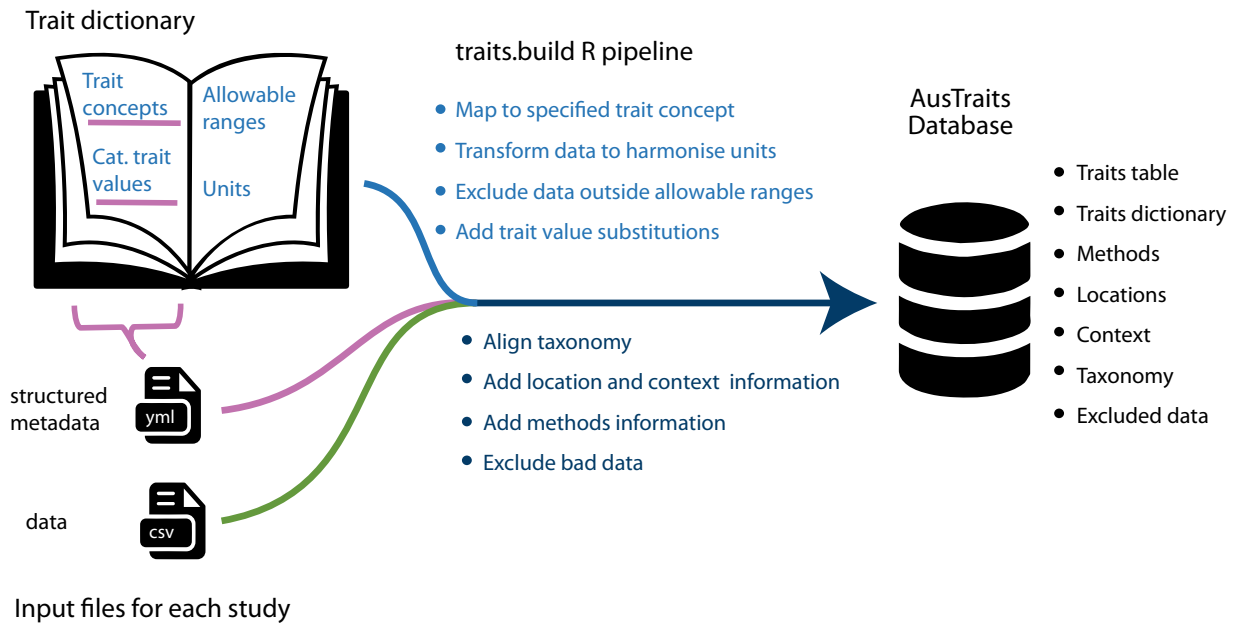 Trait dictionary
Trait
concepts
Cat. trait
values
Allowable
ranges
Units
traits.build R pipeline
• Map to specified trait concept
• Transform data to harmonise units
• Exclude data outside allowable ranges
• Add trait value substitutions
• Align taxonomy
• Add location and context information
• Add methods information
• Exclude bad data
AusTraits
Database
• Traits table
• Traits dictionary
• Methods
• Locations
• Context
• Taxonomy
• Excluded data
structured
metadata
yml
data
csv
Input files for each study